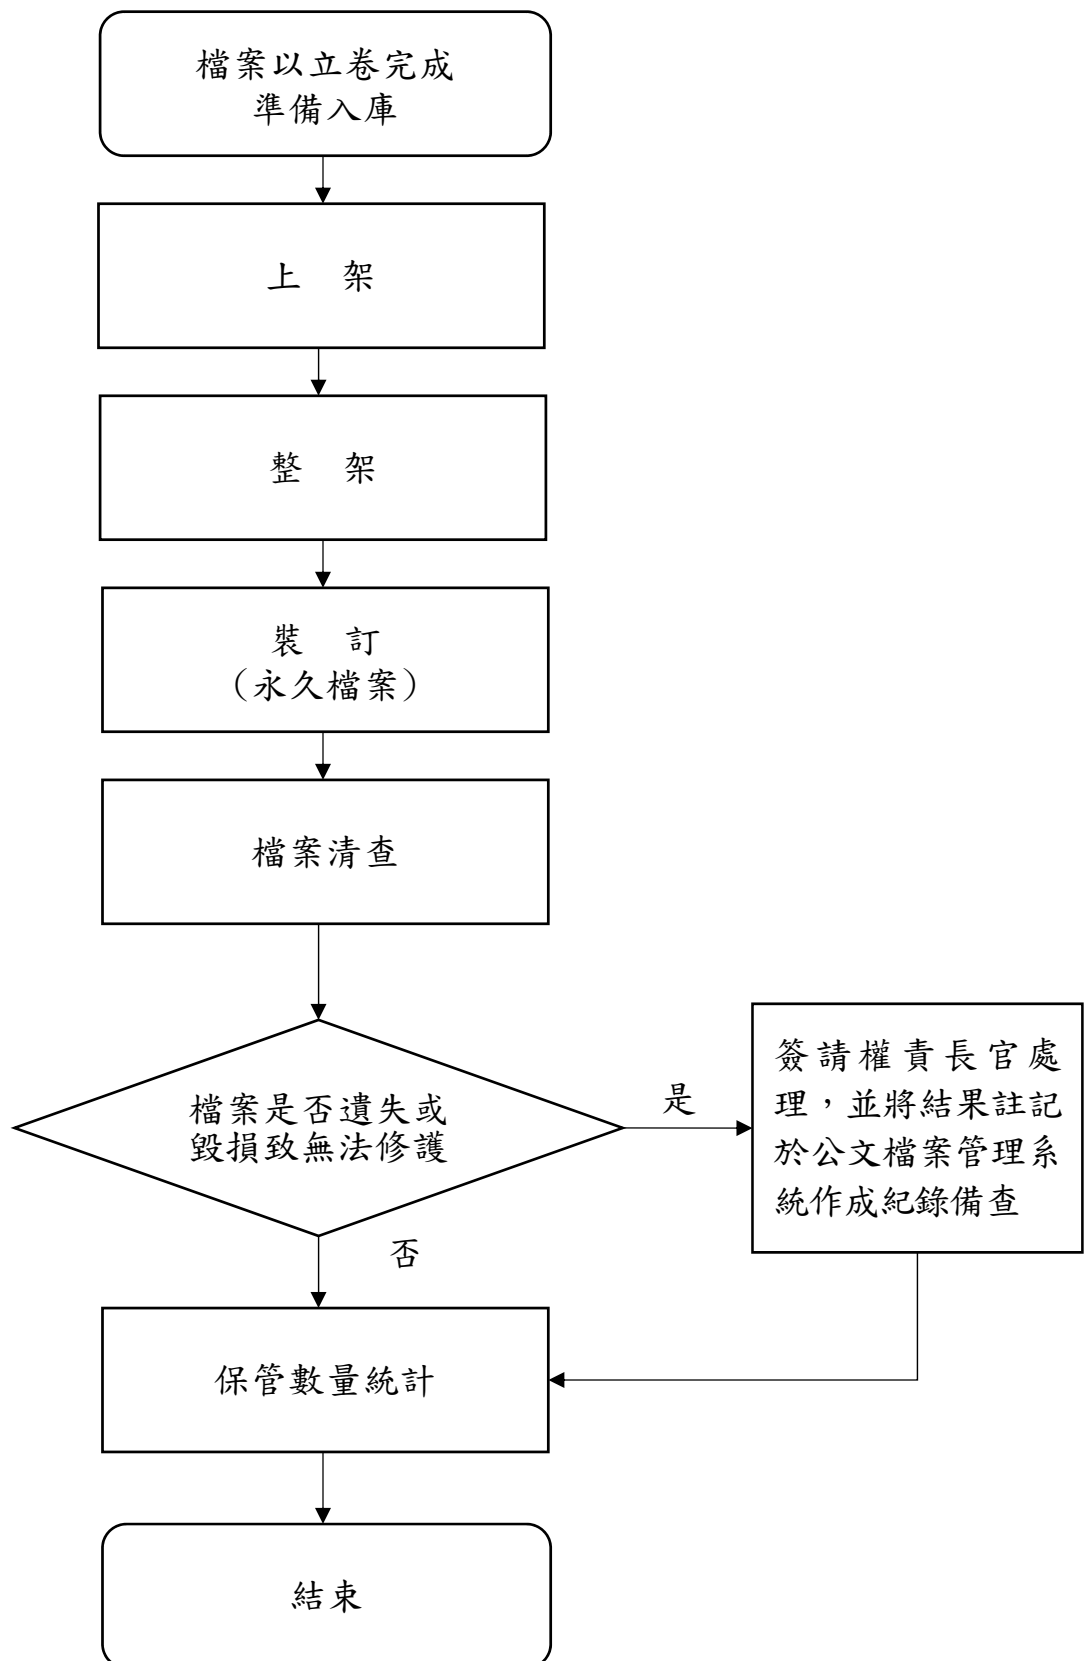 檔案以立卷完成
準備入庫
上　架
整　架
裝　訂
（永久檔案）
檔案清查
檔案是否遺失或
毀損致無法修護
是
簽請權責長官處
理，並將結果註記
於公文檔案管理系
統作成紀錄備查
否
保管數量統計
結束